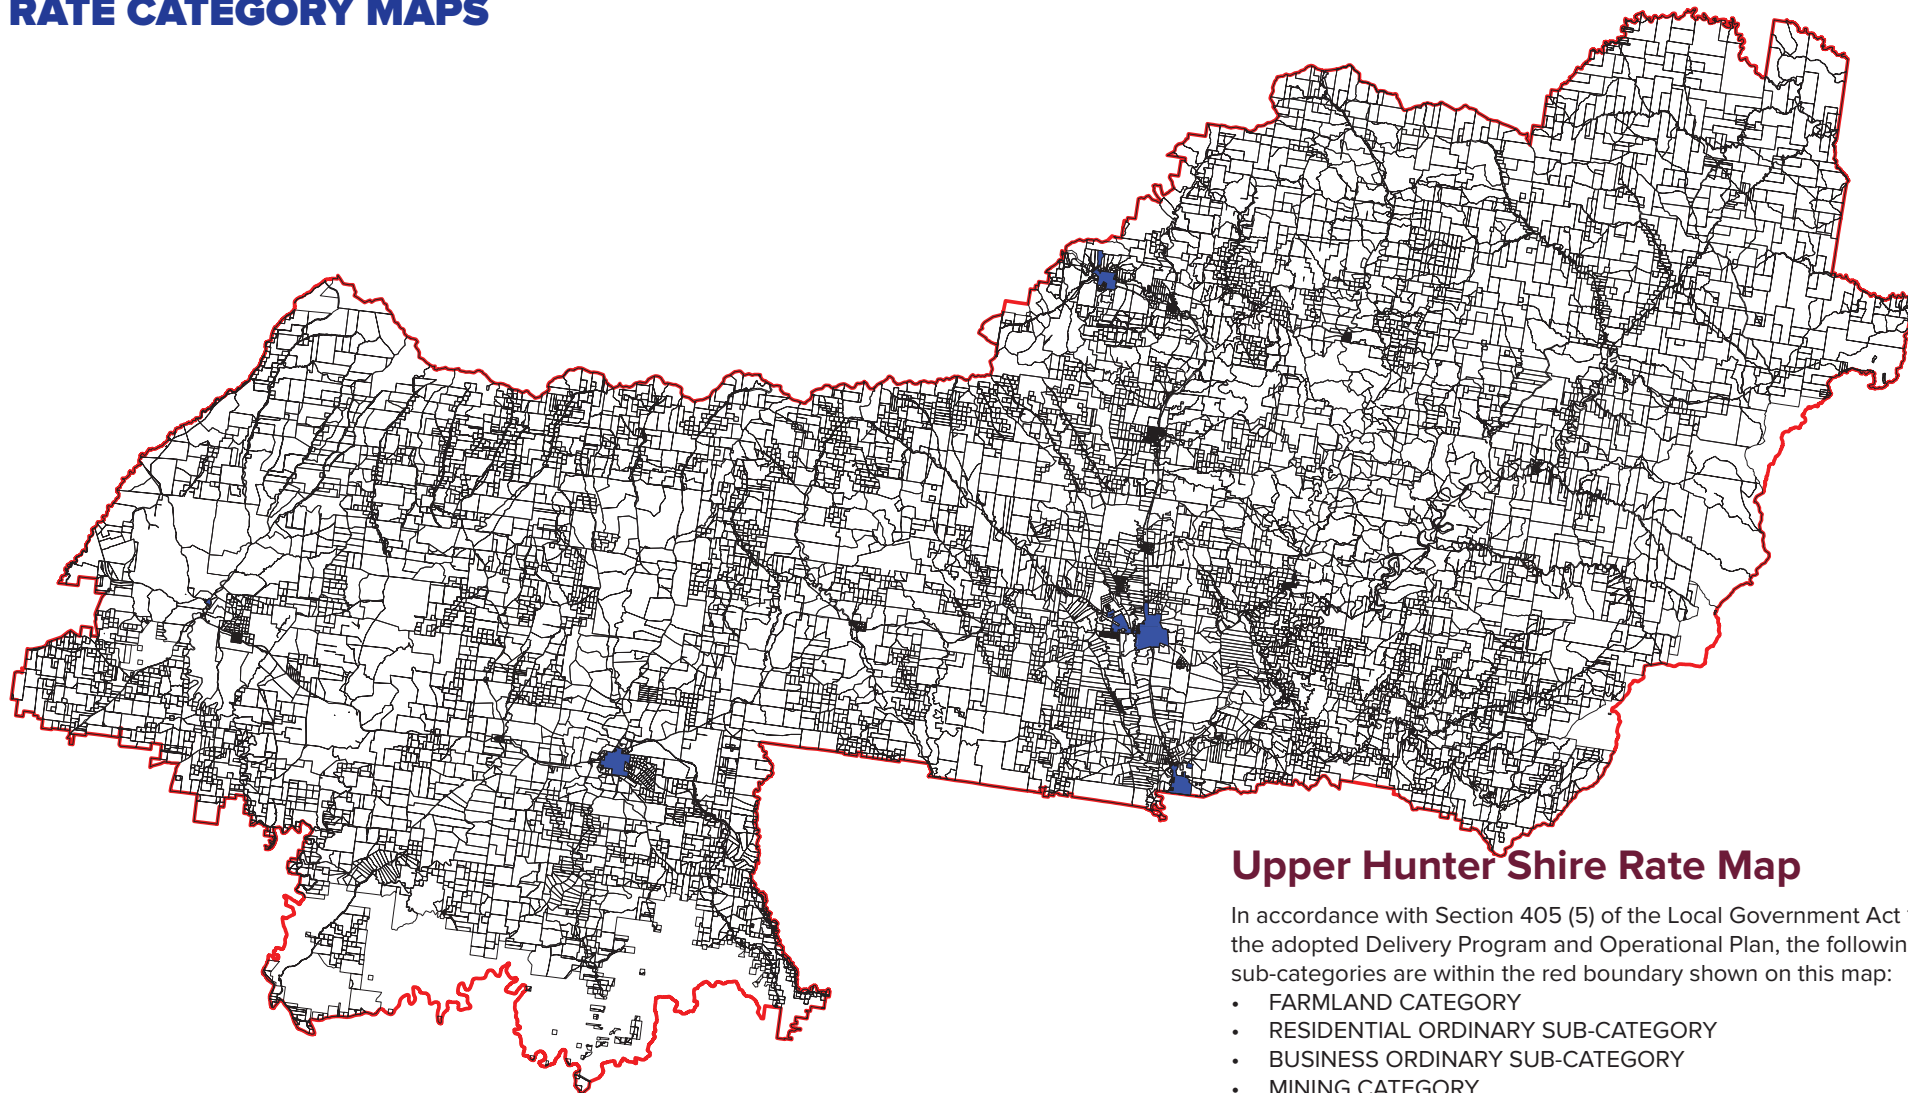 RATE CATEGORY MAPS
Upper Hunter Shire Rate Map
In accordance with Section 405 (5) of the Local Government Act
the adopted Delivery Program and Operational Plan, the followin
sub-categories are within the red boundary shown on this map:
• FARMLAND CATEGORY
• RESIDENTIAL ORDINARY SUB-CATEGORY
• BUSINESS ORDINARY SUB-CATEGORY
• MINING CATEGORY